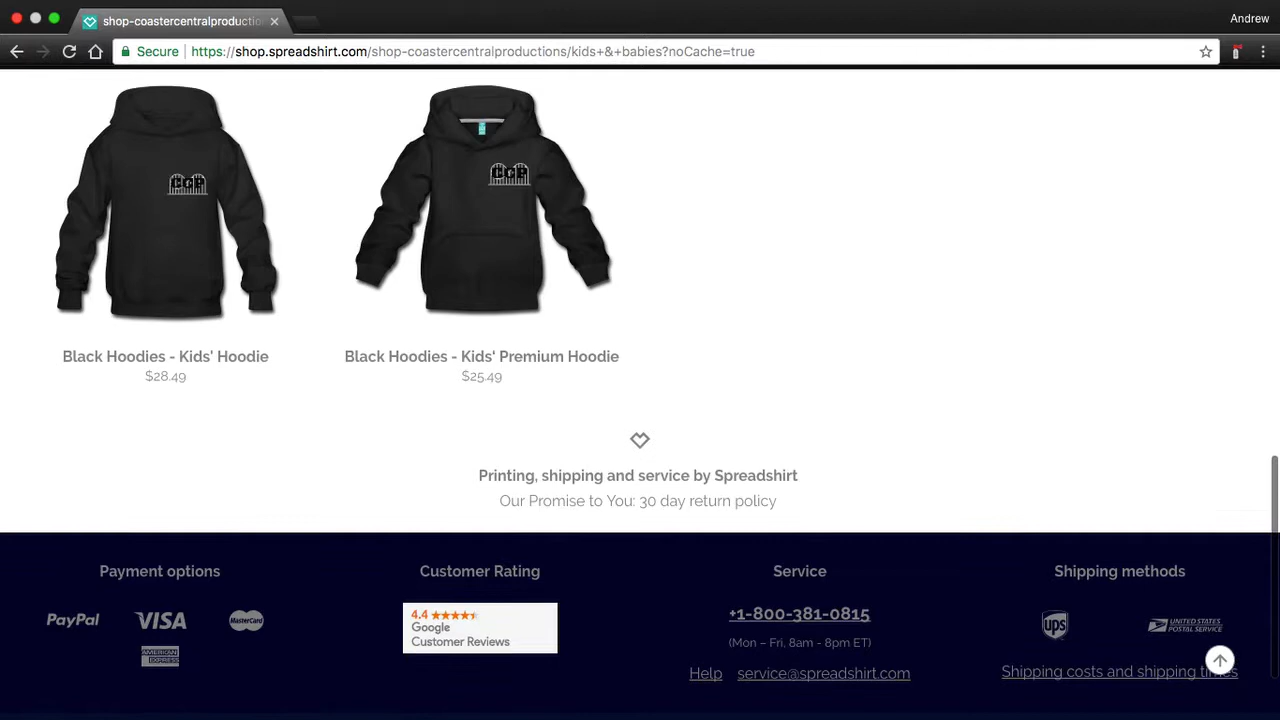 shop-coastercentralproductio
Andrew
Secure
https://shop.spreadshirt.com/shop-coastercentralproductions/kids+&+babies?noCache=true
Black Hoodies - Kids' Hoodie
$28.49
Black Hoodies - Kids' Premium Hoodie
$25.49
Printing, shipping and service by Spreadshirt
Our Promise to You: 30 day return policy
Payment options
PayPal
VISA
MasterCard
AMERICAN
EXPRESS
Customer Rating
4.4
Google
Customer Reviews
Service
+1-800-381-0815
(Mon – Fri, 8am - 8pm ET)
Help
service@spreadshirt.com
Shipping methods
ups
UNITED STATES
POSTAL SERVICE
Shipping costs and shipping times